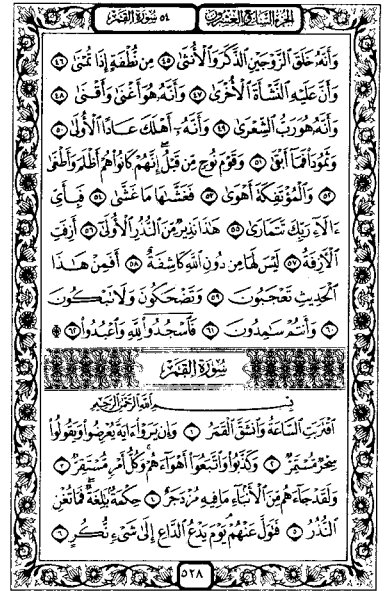 الجزء السابع والعشرون ٥٤ سورة القمر
وَأَنَّهُۥ خَلَقَ ٱلزَّوْجَيْنِ ٱلذَّكَرَ وَٱلْأُنثَىٰ ٤٥ مِن نُّطْفَةٍ إِذَا تُمْنَىٰ ٤٦
وَأَنَّ عَلَيْهِ ٱلنَّشْأَةَ ٱلْأُخْرَىٰ ٤٧ وَأَنَّهُۥ هُوَ أَغْنَىٰ وَأَقْنَىٰ ٤٨
وَأَنَّهُۥ هُوَ رَبُّ ٱلشِّعْرَىٰ ٤٩ وَأَنَّهُۥٓ أَهْلَكَ عَادًا ٱلْأُولَىٰ ٥٠
وَثَمُودَا۟ فَمَآ أَبْقَىٰ ٥١ وَقَوْمَ نُوحٍ مِّن قَبْلُ إِنَّهُمْ كَانُوا۟ هُمْ أَظْلَمَ وَأَطْغَىٰ
٥٢ وَٱلْمُؤْتَفِكَةَ أَهْوَىٰ ٥٣ فَغَشَّىٰهَا مَا غَشَّىٰ ٥٤ فَبِأَىِّ
ءَالَآءِ رَبِّكَ تَتَمَارَىٰ ٥٥ هَٰذَا نَذِيرٌ مِّنَ ٱلنُّذُرِ ٱلْأُولَىٰٓ ٥٦ أَزِفَتِ
ٱلْءَازِفَةُ ٥٧ لَيْسَ لَهَا مِن دُونِ ٱللَّهِ كَاشِفَةٌ ٥٨ أَفَمِنْ هَٰذَا
ٱلْحَدِيثِ تَعْجَبُونَ ٥٩ وَتَضْحَكُونَ وَلَا تَبْكُونَ
٦٠ وَأَنتُمْ سَٰمِدُونَ ٦١ فَٱسْجُدُوا۟ لِلَّهِ وَٱعْبُدُوا۟ ۩ ٦٢
سورة القمر
بِسْمِ ٱللَّهِ ٱلرَّحْمَٰنِ ٱلرَّحِيمِ
ٱقْتَرَبَتِ ٱلسَّاعَةُ وَٱنشَقَّ ٱلْقَمَرُ ١ وَإِن يَرَوْا۟ ءَايَةً يُعْرِضُوا۟ وَيَقُولُوا۟
سِحْرٌ مُّسْتَمِرٌّ ٢ وَكَذَّبُوا۟ وَٱتَّبَعُوٓا۟ أَهْوَآءَهُمْ وَكُلُّ أَمْرٍ مُّسْتَقِرٌّ ٣
وَلَقَدْ جَآءَهُم مِّنَ ٱلْأَنۢبَآءِ مَا فِيهِ مُزْدَجَرٌ ٤ حِكْمَةٌۢ بَٰلِغَةٌ فَمَا تُغْنِ
ٱلنُّذُرُ ٥ فَتَوَلَّ عَنْهُمْ يَوْمَ يَدْعُ ٱلدَّاعِ إِلَىٰ شَىْءٍ نُّكُرٍ ٦
٥٢٨